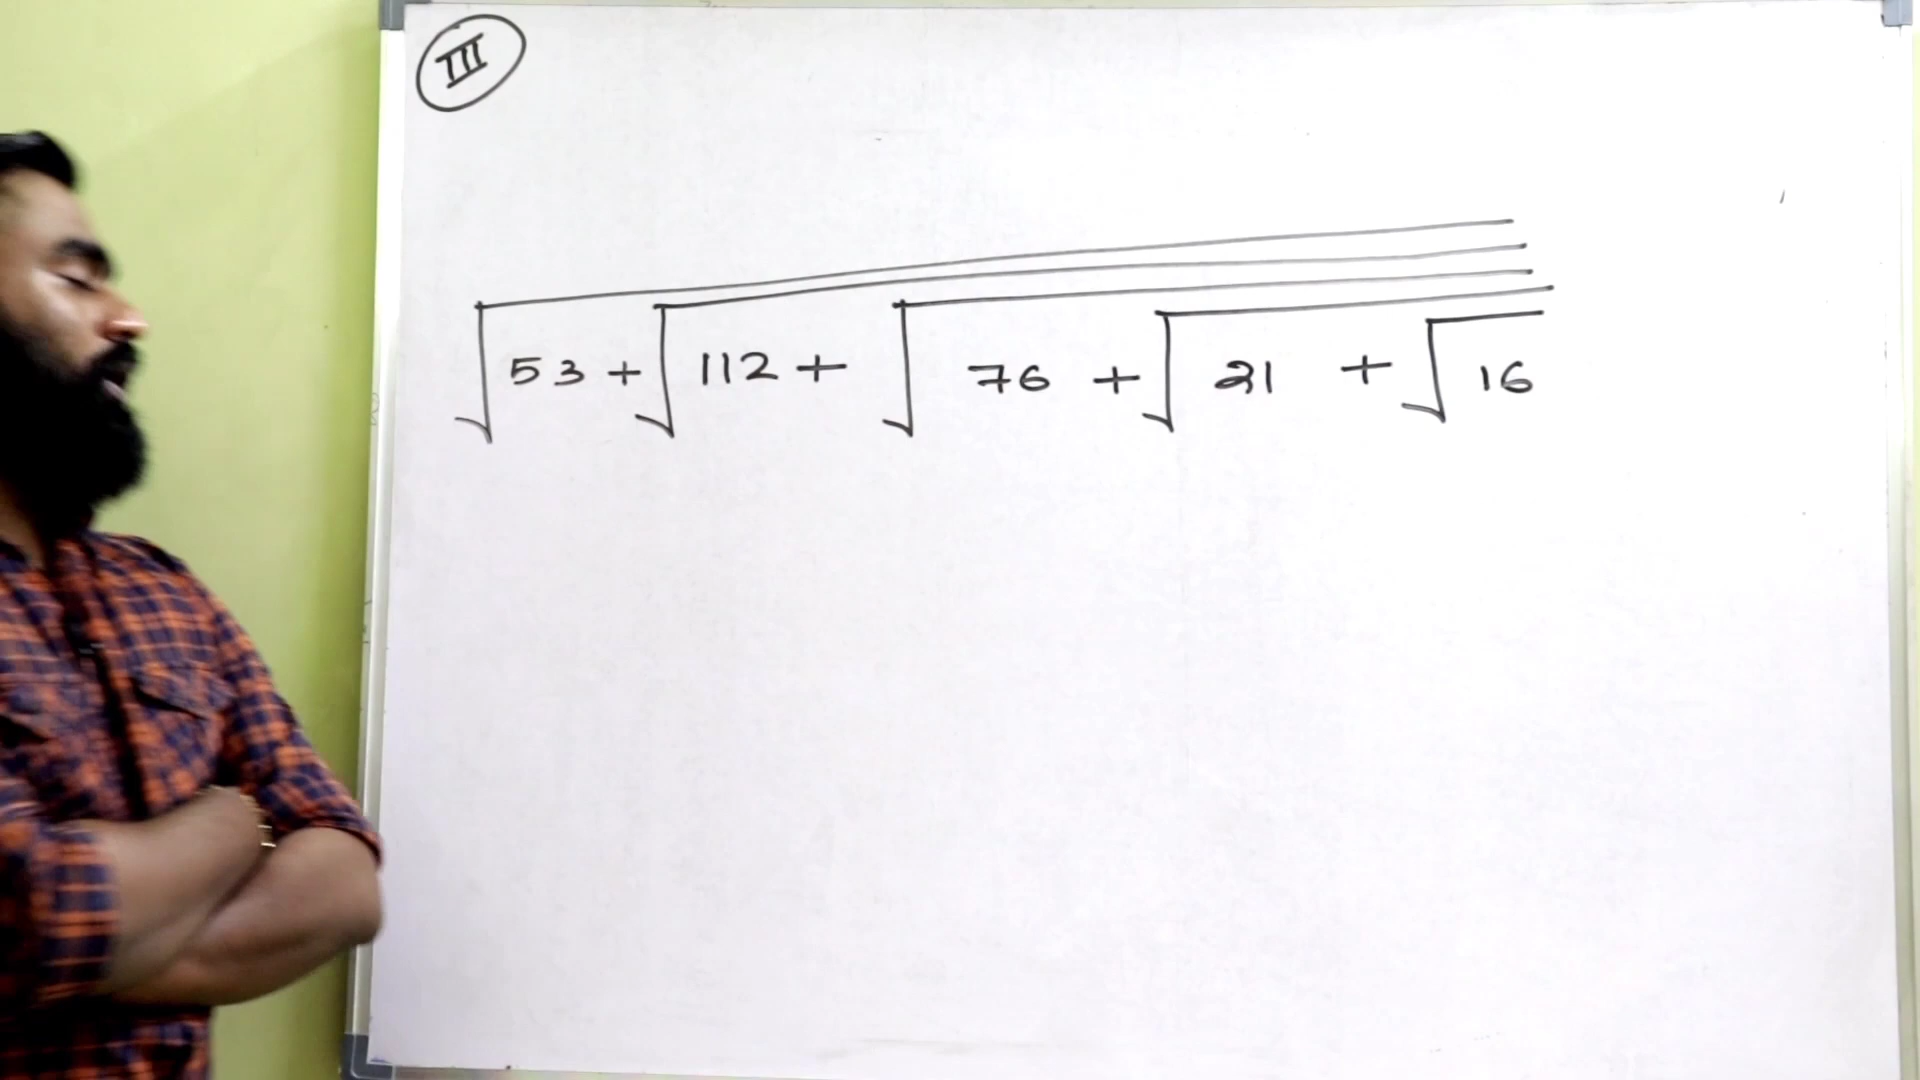 III
√53 + √112 + √76 + √21 + √16